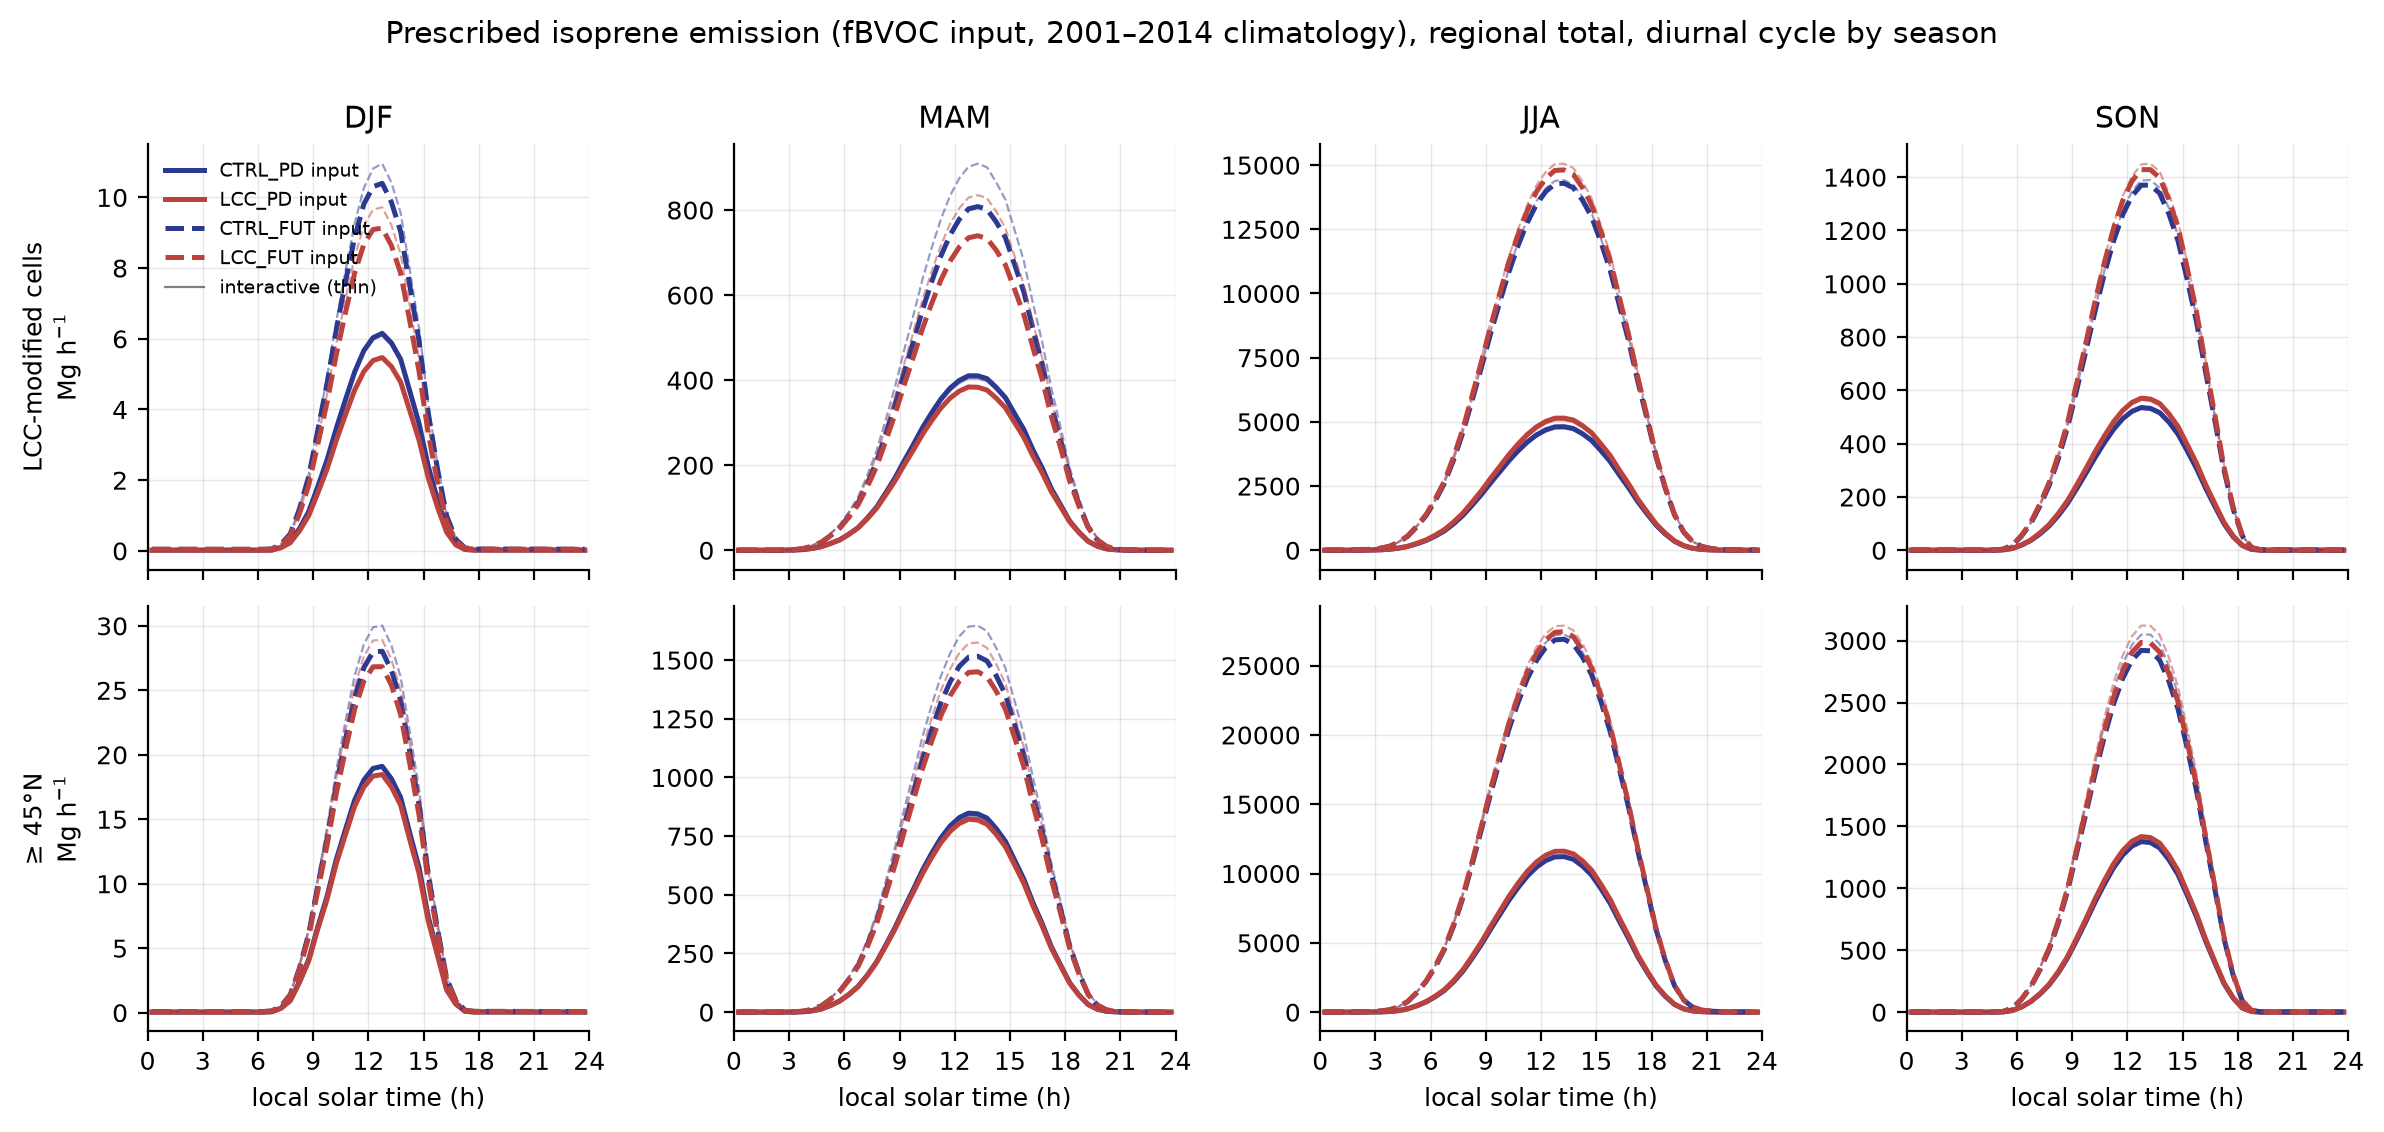 Prescribed isoprene emission (fBVOC input, 2001–2014 climatology), regional total, diurnal cycle by season
DJF
MAM
JJA
SON
LCC-modified cells
Mg h⁻¹
10
8
6
4
2
0
CTRL_PD input
LCC_PD input
CTRL_FUT input
LCC_FUT input
interactive (thin)
800
600
400
200
0
15000
12500
10000
7500
5000
2500
0
1400
1200
1000
800
600
400
200
0
≥ 45°N
Mg h⁻¹
30
25
20
15
10
5
0
1500
1250
1000
750
500
250
0
25000
20000
15000
10000
5000
0
3000
2500
2000
1500
1000
500
0
0 3 6 9 12 15 18 21 24
0 3 6 9 12 15 18 21 24
0 3 6 9 12 15 18 21 24
0 3 6 9 12 15 18 21 24
local solar time (h)
local solar time (h)
local solar time (h)
local solar time (h)